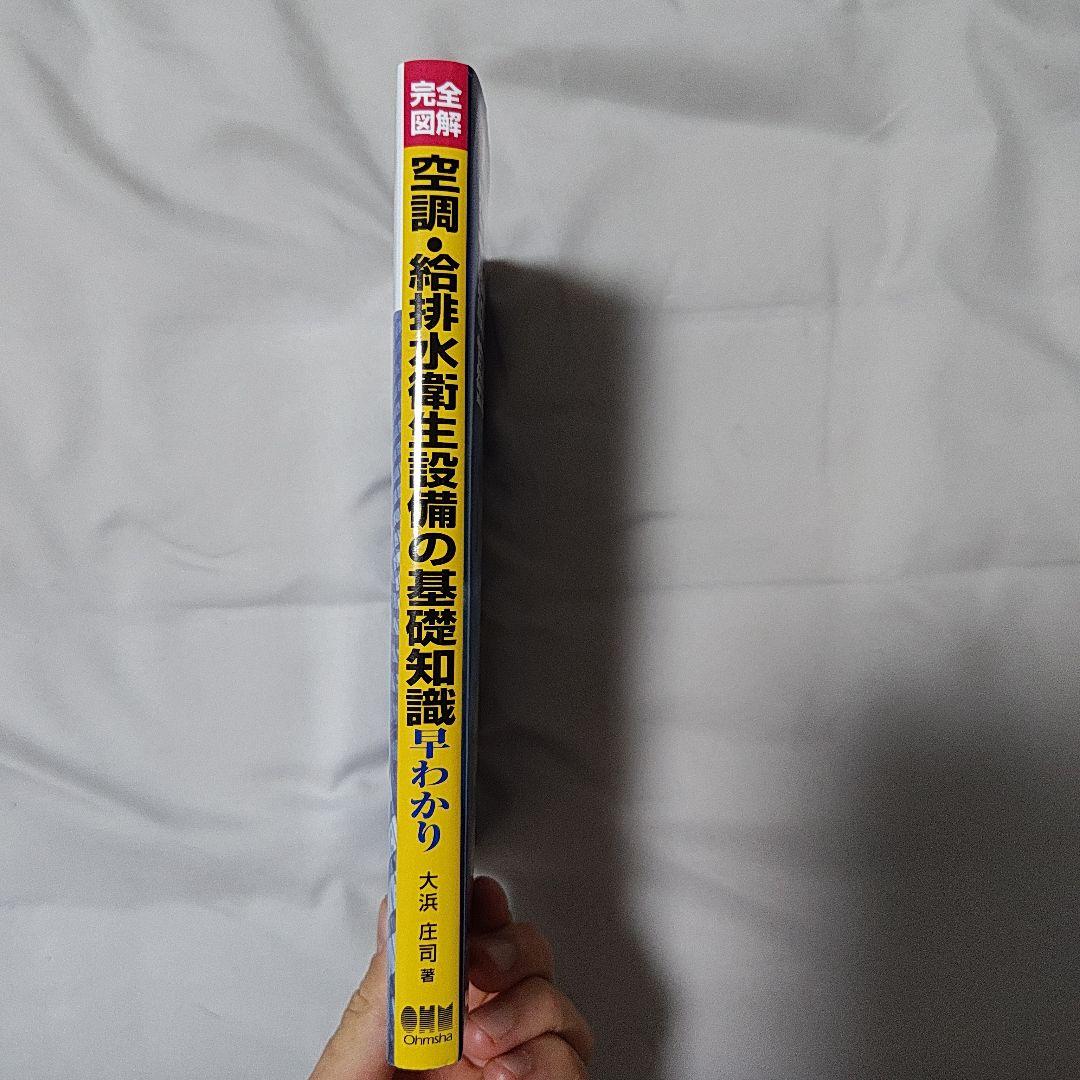 完全
図解
空調・給排水衛生設備の基礎知識早わかり
大浜 庄司 著
OHM
Ohmsha